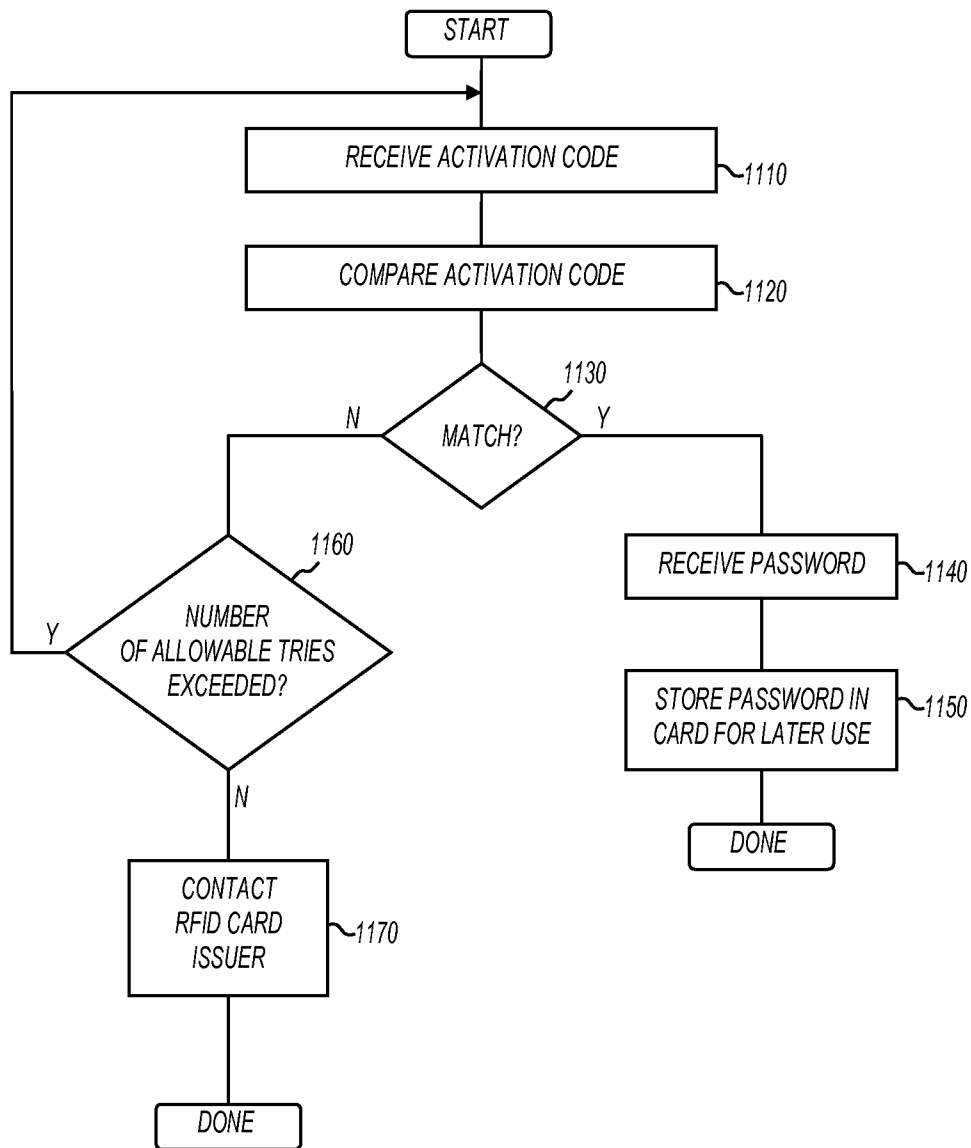 START
RECEIVE ACTIVATION CODE
1110
COMPARE ACTIVATION CODE
1120
1130
N
MATCH?
Y
1160
NUMBER
OF ALLOWABLE TRIES
EXCEEDED?
Y
N
RECEIVE PASSWORD
1140
STORE PASSWORD IN
CARD FOR LATER USE
1150
DONE
CONTACT
RFID CARD
ISSUER
1170
DONE